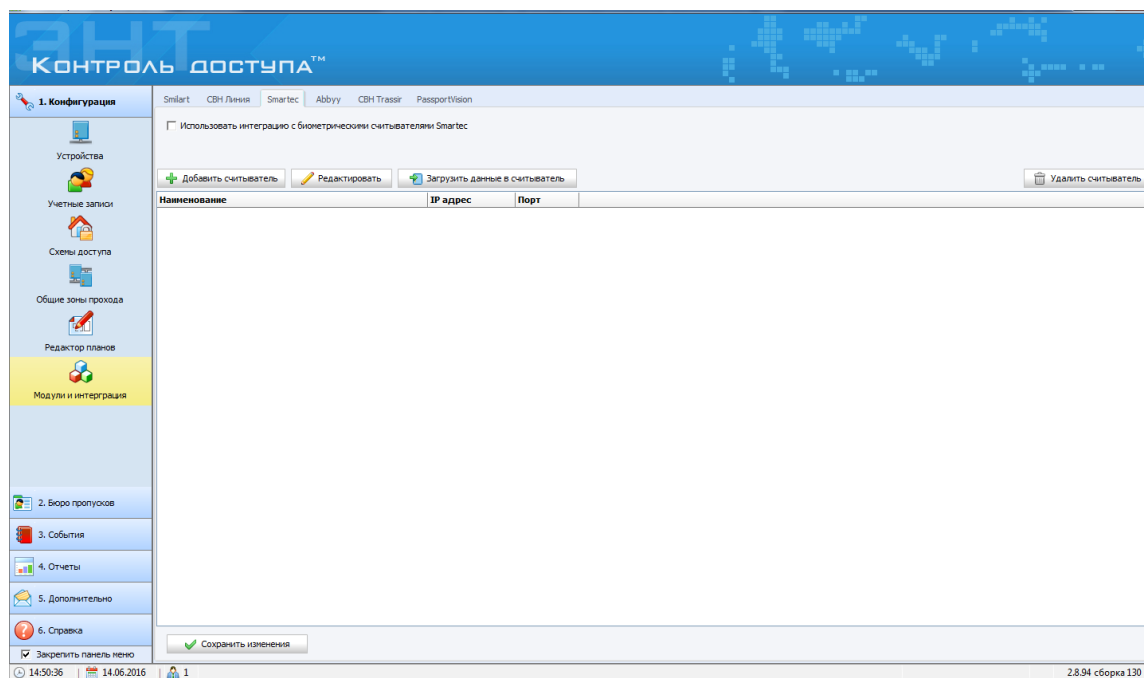 ЭНТ
Контроль доступа™
1. Конфигурация
Устройства
Учетные записи
Схемы доступа
Общие зоны прохода
Редактор планов
Модули и интерграция
2. Бюро пропусков
3. События
4. Отчеты
5. Дополнительно
6. Справка
Закрепить панель меню
Smilart СВН Линия Smartec Abbyy СВН Trassir PassportVision
Использовать интеграцию с биометрическими считывателями Smartec
Добавить считыватель Редактировать Загрузить данные в считыватель Удалить считыватель
Наименование IP адрес Порт
Сохранить изменения
14:50:36 14.06.2016 1 2.8.94 сборка 130